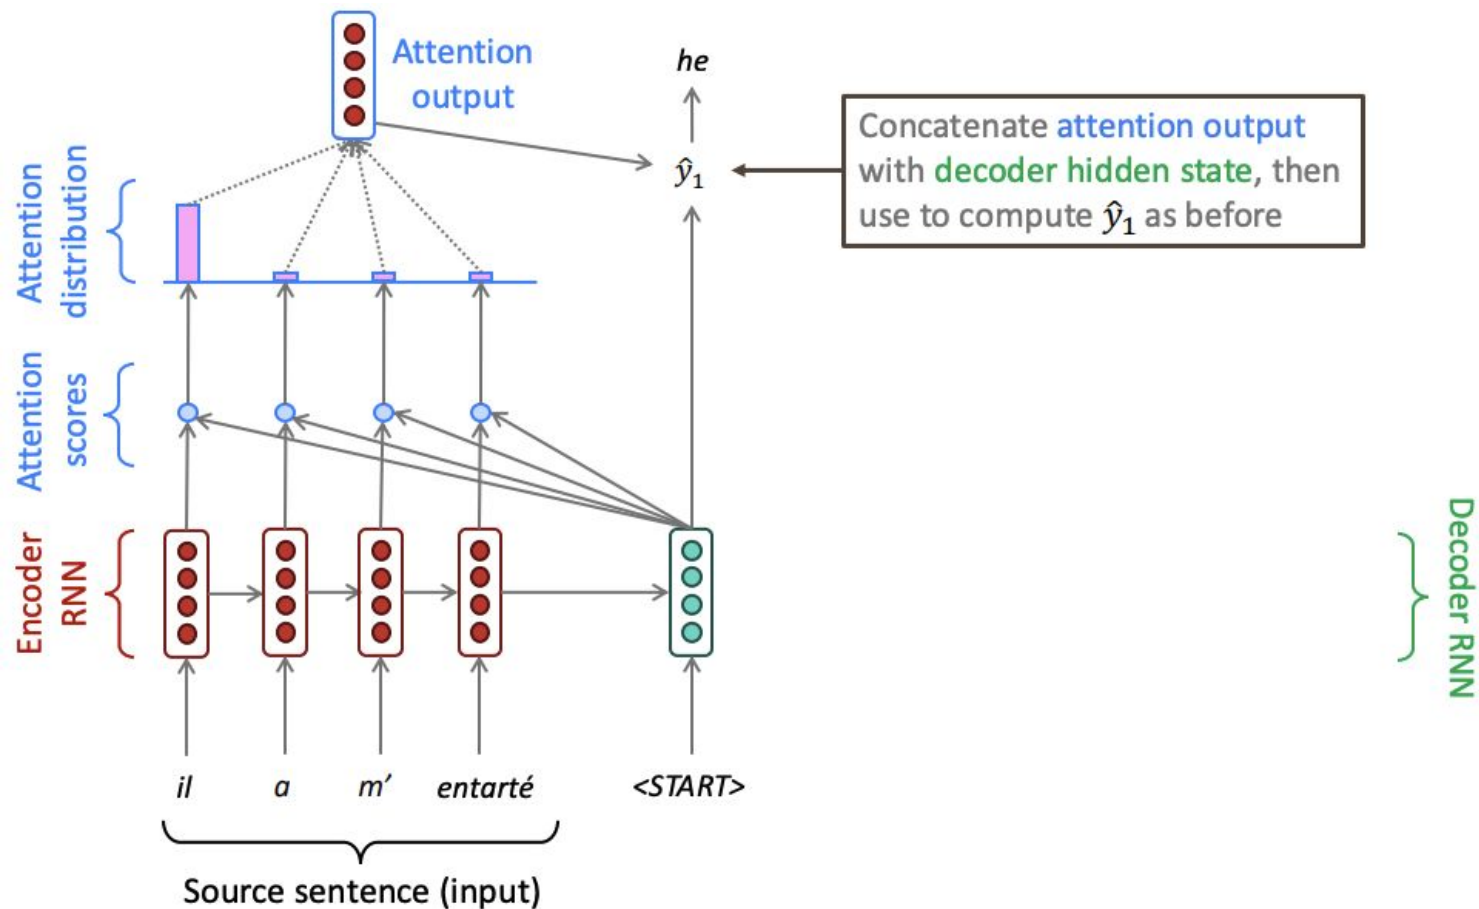 Attention
output
he
Concatenate attention output
with decoder hidden state, then
use to compute ŷ₁ as before
ŷ₁
Attention
distribution
Attention
scores
Encoder
RNN
Decoder RNN
il a m' entarté <START>
Source sentence (input)